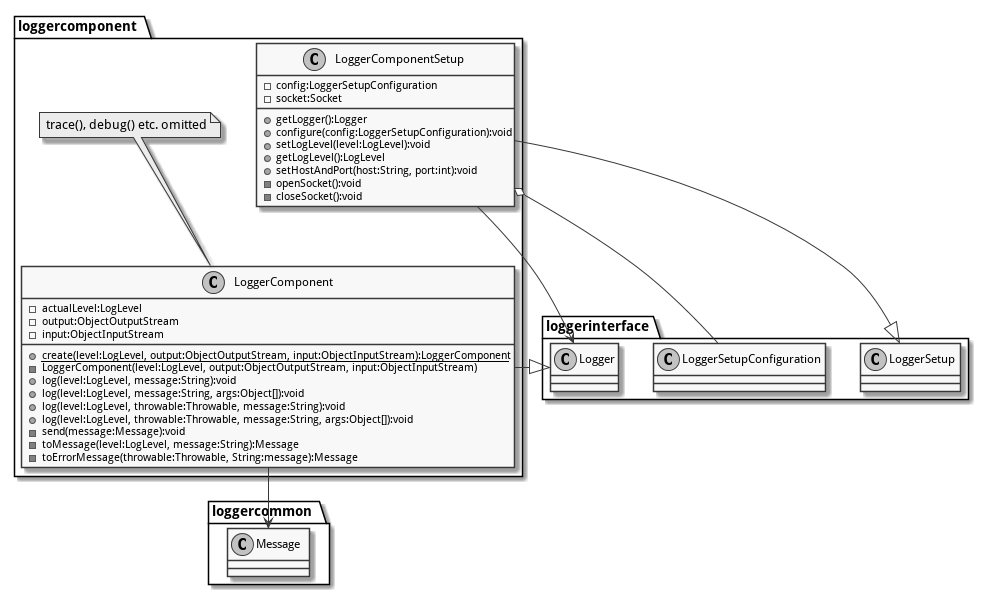 loggercomponent
C LoggerComponentSetup
config:LoggerSetupConfiguration
socket:Socket
getLogger():Logger
configure(config:LoggerSetupConfiguration):void
setLogLevel(level:LogLevel):void
getLogLevel():LogLevel
setHostAndPort(host:String, port:int):void
openSocket():void
closeSocket():void
trace(), debug() etc. omitted
C LoggerComponent
actualLevel:LogLevel
output:ObjectOutputStream
input:ObjectInputStream
create(level:LogLevel, output:ObjectOutputStream, input:ObjectInputStream):LoggerComponent
LoggerComponent(level:LogLevel, output:ObjectOutputStream, input:ObjectInputStream)
log(level:LogLevel, message:String):void
log(level:LogLevel, message:String, args:Object[]):void
log(level:LogLevel, throwable:Throwable, message:String):void
log(level:LogLevel, throwable:Throwable, message:String, args:Object[]):void
send(message:Message):void
toMessage(level:LogLevel, message:String):Message
toErrorMessage(throwable:Throwable, String:message):Message
loggerinterface
C Logger
C LoggerSetupConfiguration
C LoggerSetup
loggercommon
C Message